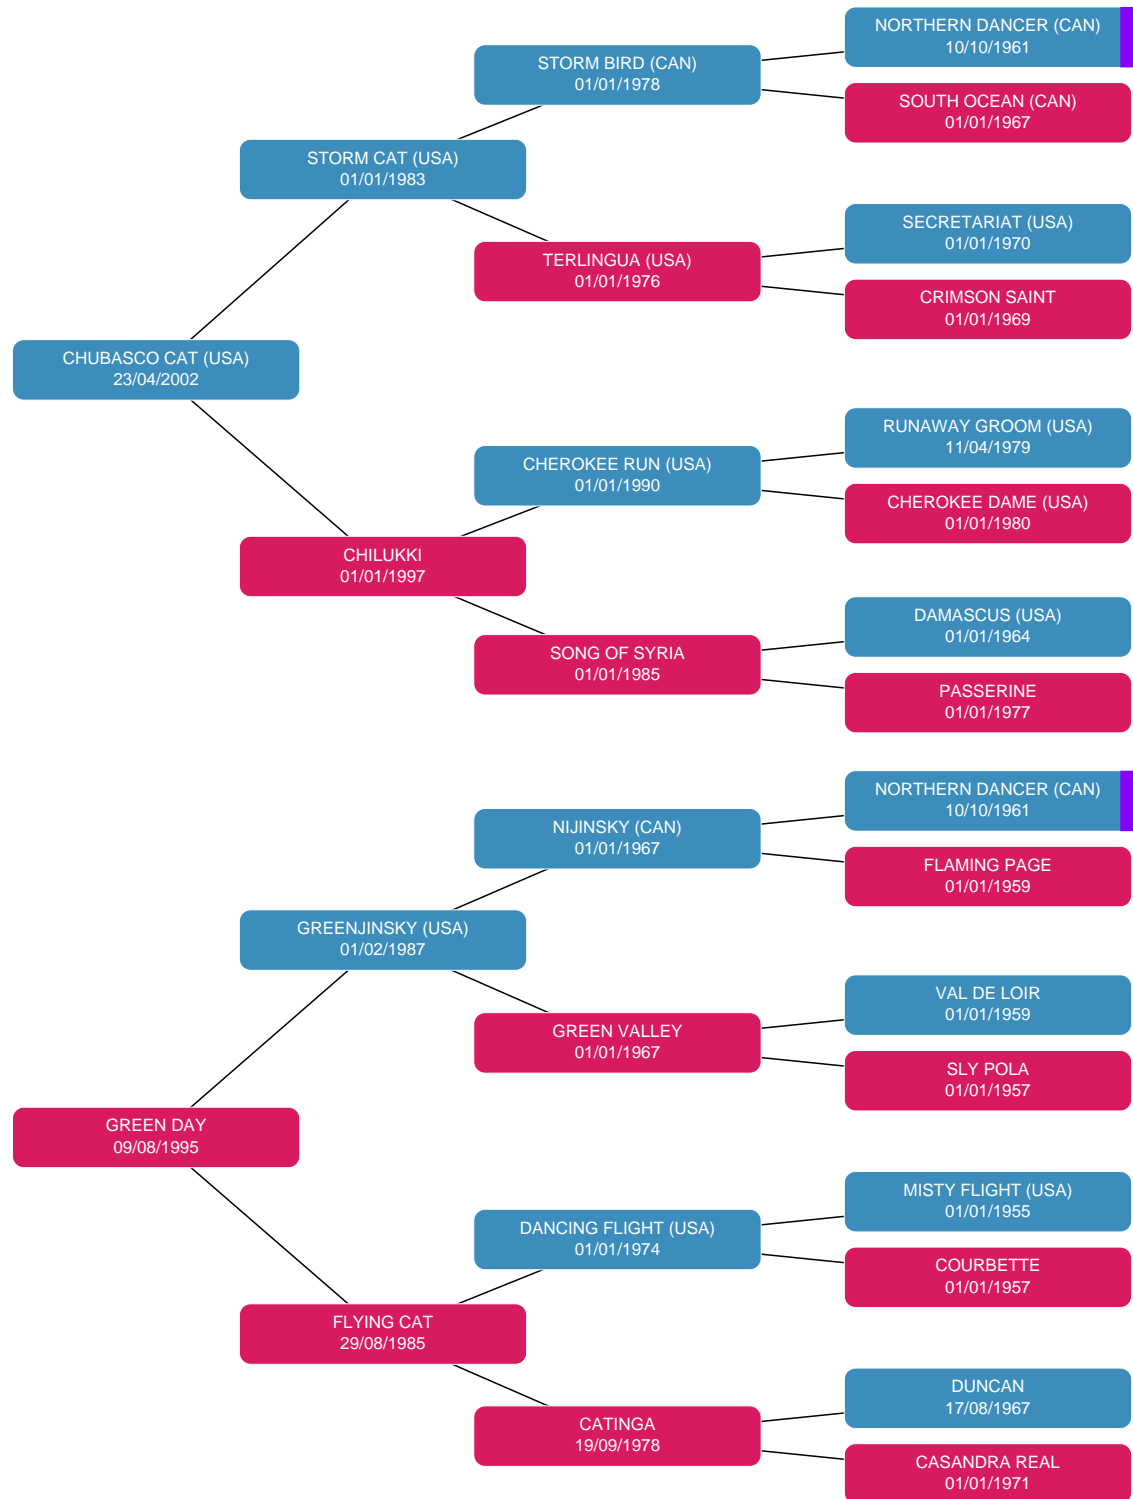 NORTHERN DANCER (CAN)
10/10/1961
STORM BIRD (CAN)
01/01/1978
SOUTH OCEAN (CAN)
01/01/1967
STORM CAT (USA)
01/01/1983
SECRETARIAT (USA)
01/01/1970
TERLINGUA (USA)
01/01/1976
CRIMSON SAINT
01/01/1969
CHUBASCO CAT (USA)
23/04/2002
RUNAWAY GROOM (USA)
11/04/1979
CHEROKEE RUN (USA)
01/01/1990
CHEROKEE DAME (USA)
01/01/1980
CHILUKKI
01/01/1997
DAMASCUS (USA)
01/01/1964
SONG OF SYRIA
01/01/1985
PASSERINE
01/01/1977
NORTHERN DANCER (CAN)
10/10/1961
NIJINSKY (CAN)
01/01/1967
FLAMING PAGE
01/01/1959
GREENJINSKY (USA)
01/02/1987
VAL DE LOIR
01/01/1959
GREEN VALLEY
01/01/1967
SLY POLA
01/01/1957
GREEN DAY
09/08/1995
MISTY FLIGHT (USA)
01/01/1955
DANCING FLIGHT (USA)
01/01/1974
COURBETTE
01/01/1957
FLYING CAT
29/08/1985
DUNCAN
17/08/1967
CATINGA
19/09/1978
CASANDRA REAL
01/01/1971